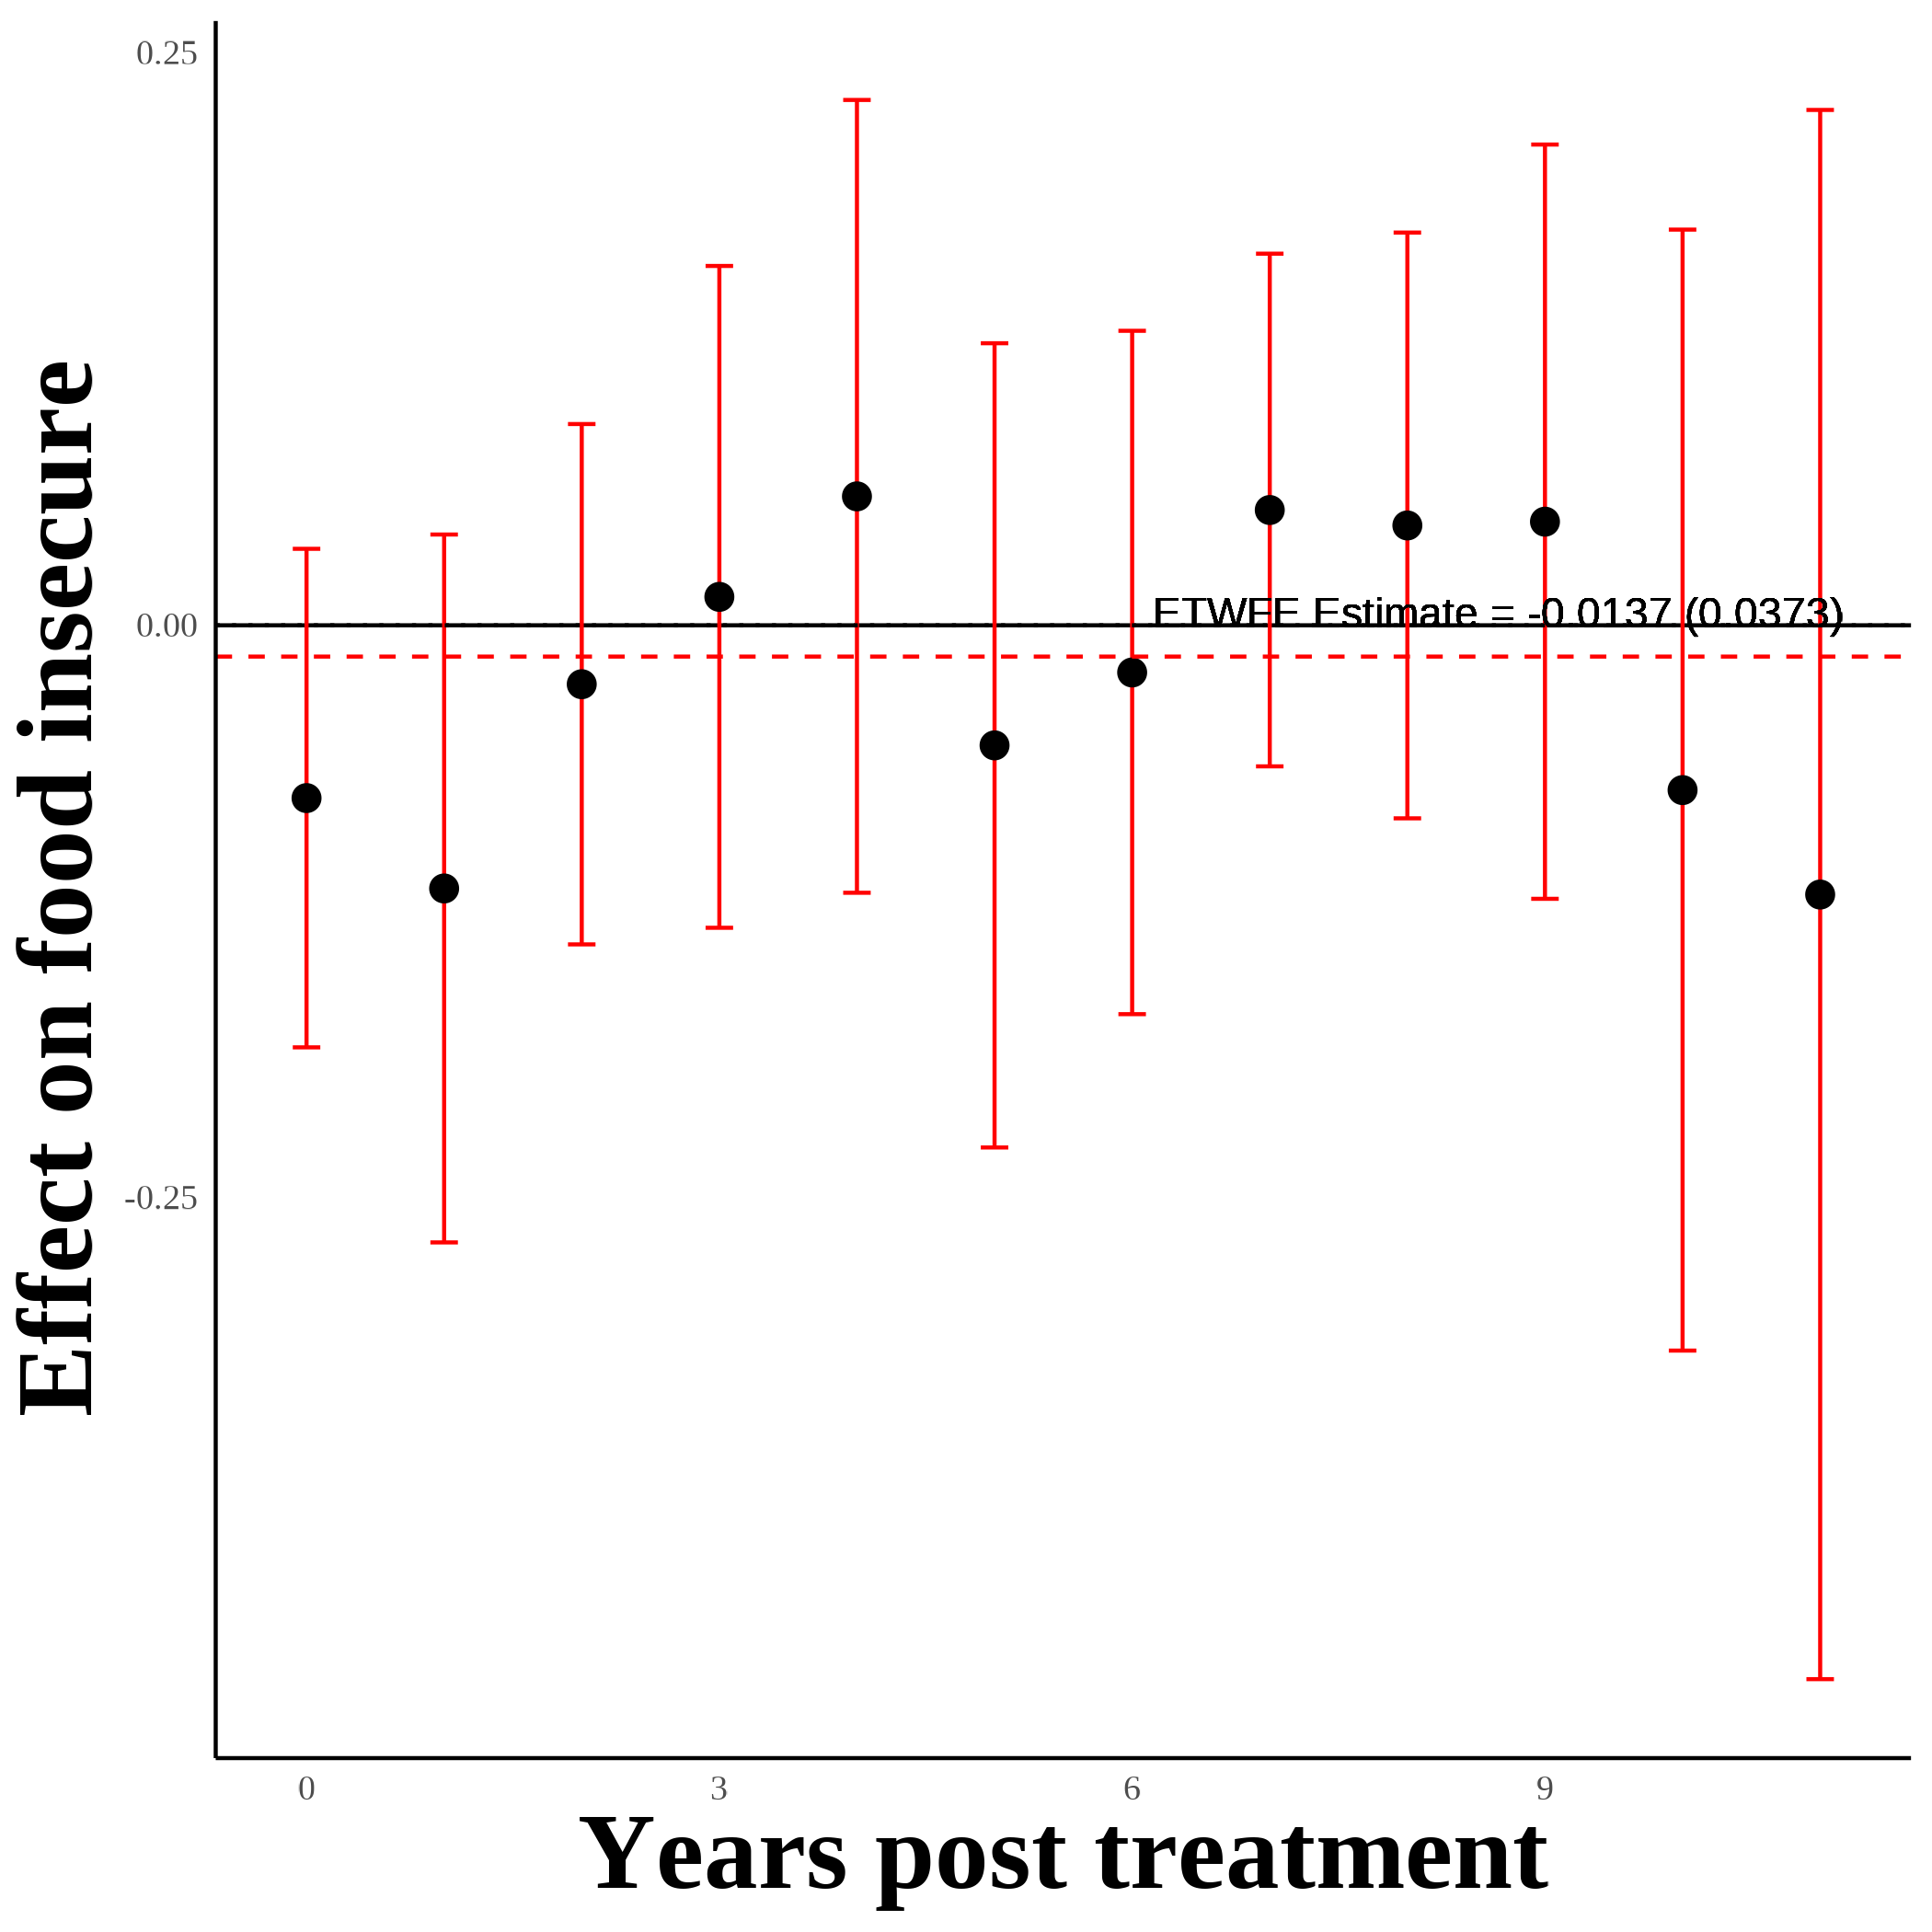 Effect on food insecure
0.25
0.00
-0.25
ETWFE Estimate = -0.0137 (0.0373)
0 3 6 9
Years post treatment